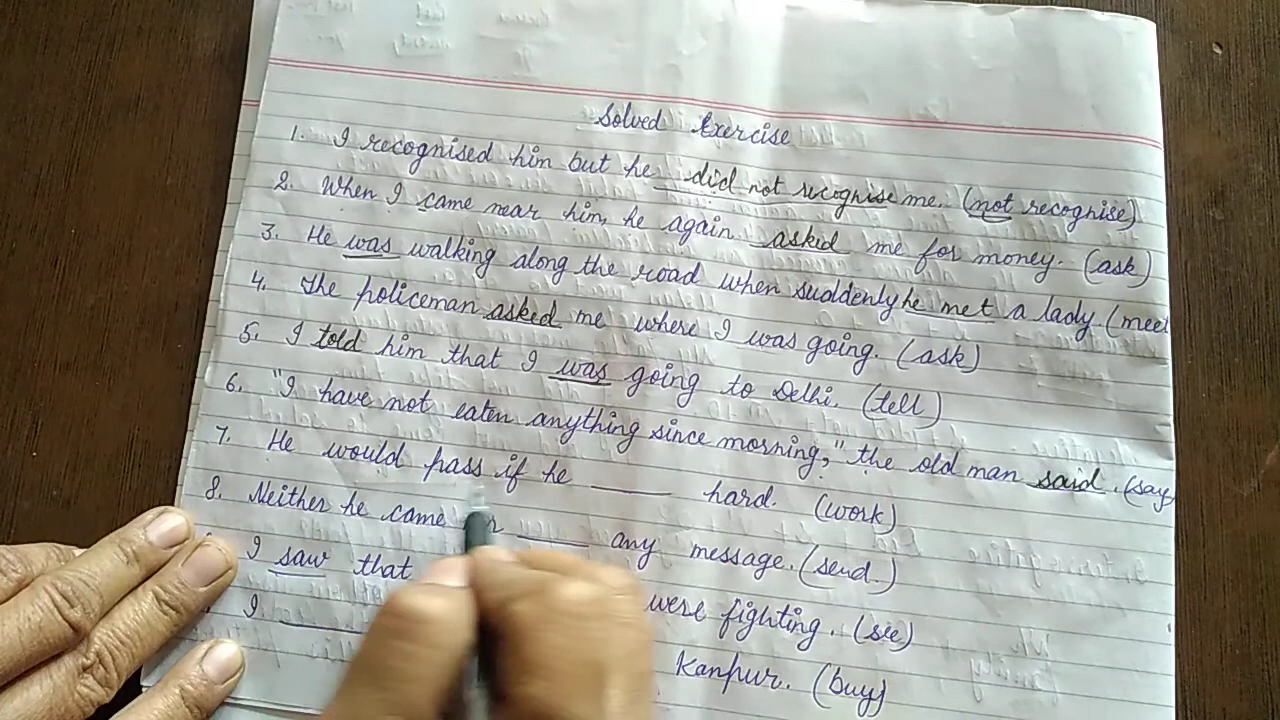 Solved Exercise
1. I recognised him but he did not recognise me. (not recognise)
2. When I came near him, he again asked me for money. (ask)
3. He was walking along the road when suddenly he met a lady. (meet
4. The policeman asked me where I was going. (ask)
5. I told him that I was going to Delhi. (tell)
6. "I have not eaten anything since morning," the old man said. (say
7. He would pass if he ______ hard. (work)
8. Neither he came ______ any message. (send.)
I saw that were fighting. (see)
I ______ Kanpur. (buy)